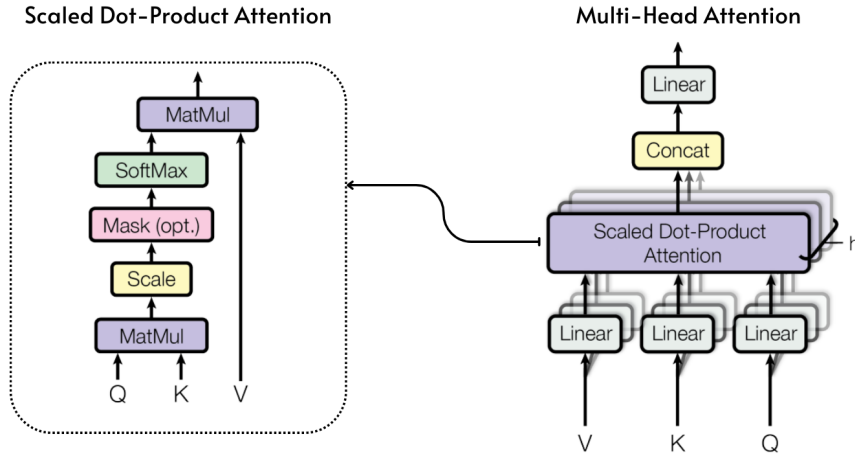 Scaled Dot-Product Attention
MatMul
SoftMax
Mask (opt.)
Scale
MatMul
Q K V
Multi-Head Attention
Linear
Concat
Scaled Dot-Product
Attention
h
Linear Linear Linear
V K Q